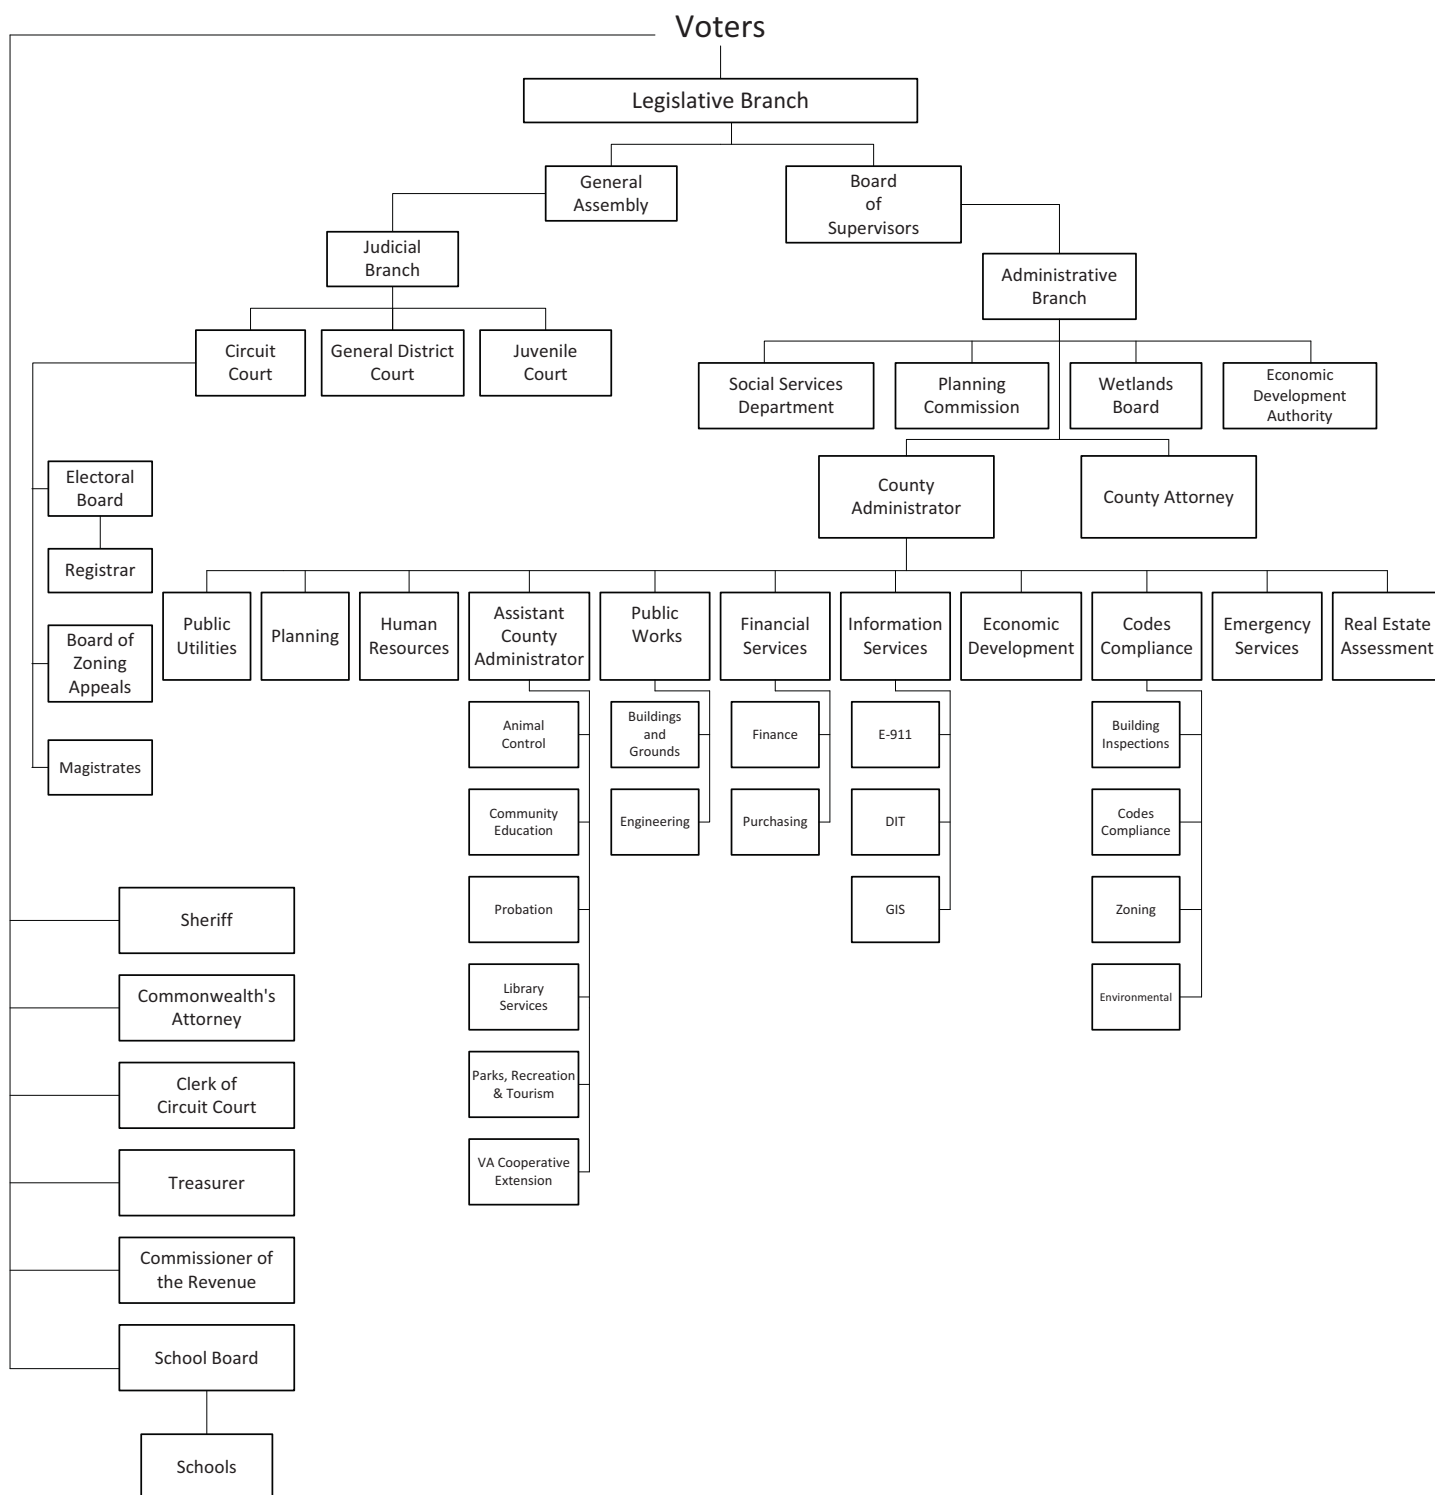 Voters
Legislative Branch
General
Assembly
Board
of
Supervisors
Judicial
Branch
Administrative
Branch
Circuit
Court
General District
Court
Juvenile
Court
Social Services
Department
Planning
Commission
Wetlands
Board
Economic
Development
Authority
Electoral
Board
Registrar
Board of
Zoning
Appeals
Magistrates
County
Administrator
County Attorney
Public
Utilities
Planning
Human
Resources
Assistant
County
Administrator
Public
Works
Financial
Services
Information
Services
Economic
Development
Codes
Compliance
Emergency
Services
Real Estate
Assessment
Animal
Control
Community
Education
Probation
Library
Services
Parks, Recreation
& Tourism
VA Cooperative
Extension
Buildings
and
Grounds
Engineering
Finance
Purchasing
E-911
DIT
GIS
Building
Inspections
Codes
Compliance
Zoning
Environmental
Sheriff
Commonwealth's
Attorney
Clerk of
Circuit Court
Treasurer
Commissioner of
the Revenue
School Board
Schools